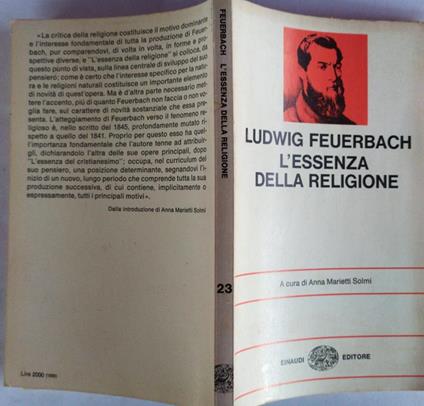 «La critica della religione costituisce il motivo dominante
e l'interesse fondamentale di tutta la produzione di Feuer-
bach, pur comparendovi, di volta in volta, in forme e pro-
spettive diverse; e "L'essenza della religione" si colloca, da
questo punto di vista, sulla linea centrale di sviluppo del suo
pensiero; come è certo che l'interesse specifico per la natu-
ra e le religioni naturali costituisce un importante elemento
di novità di quest'opera. Ma è d'altra parte necessario met-
tere l'accento, più di quanto Feuerbach non faccia o non vo-
glia fare, sul carattere di novità sostanziale che essa pre-
senta. L'atteggiamento di Feuerbach verso il fenomeno re-
ligioso è, nello scritto del 1845, profondamente mutato ri-
spetto a quello del 1841. Proprio per questo esso ha quel-
l'importanza fondamentale che l'autore tenne ad attribuir-
gli, dichiarandolo l'altra delle sue opere principali, dopo
"L'essenza del cristianesimo"; occupa, nel curriculum del
suo pensiero, una posizione determinante, segnandovi l'i-
nizio di un nuovo, lungo periodo che comprende tutta la sua
produzione successiva, di cui contiene, implicitamente o
espressamente, tutti i principali motivi».
Dalla introduzione di Anna Marietti Solmi
Lire 2000
FEUERBACH L'ESSENZA DELLA RELIGIONE
23
LUDWIG FEUERBACH
L'ESSENZA
DELLA RELIGIONE
A cura di Anna Marietti Solmi
EINAUDI EDITORE